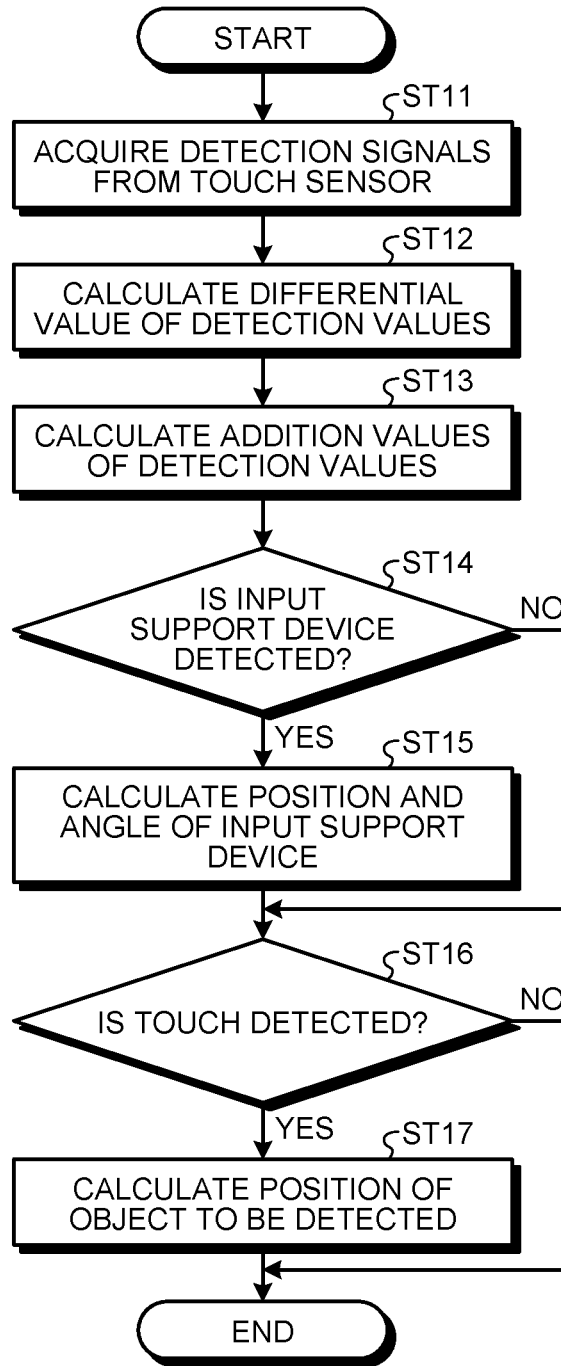 START
ST11
ACQUIRE DETECTION SIGNALS
FROM TOUCH SENSOR
ST12
CALCULATE DIFFERENTIAL
VALUE OF DETECTION VALUES
ST13
CALCULATE ADDITION VALUES
OF DETECTION VALUES
ST14
IS INPUT
SUPPORT DEVICE
DETECTED?
NO
YES
ST15
CALCULATE POSITION AND
ANGLE OF INPUT SUPPORT
DEVICE
ST16
IS TOUCH DETECTED?
NO
YES
ST17
CALCULATE POSITION OF
OBJECT TO BE DETECTED
END